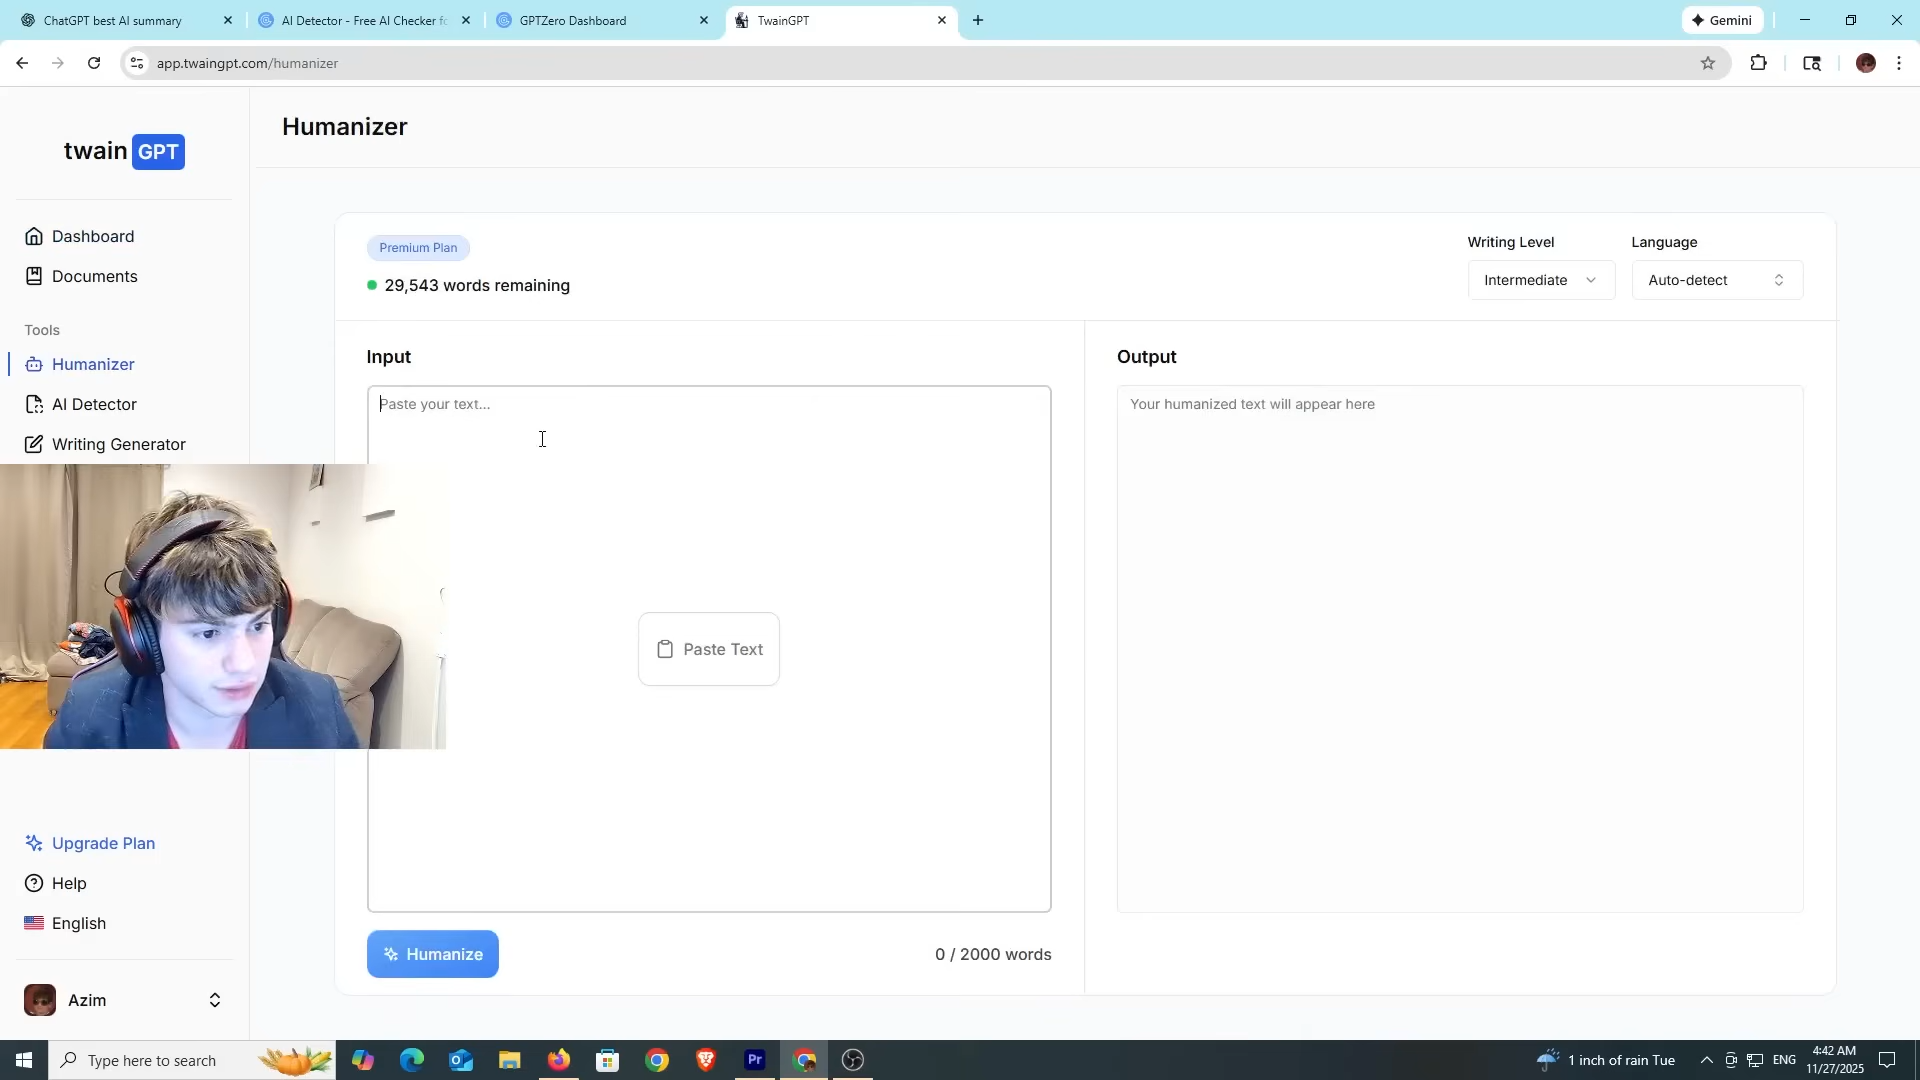 ChatGPT best AI summary
AI Detector - Free AI Checker fo
GPTZero Dashboard
TwainGPT
Gemini
app.twaingpt.com/humanizer
twain GPT
Humanizer
Dashboard
Documents
Tools
Humanizer
AI Detector
Writing Generator
Premium Plan
29,543 words remaining
Writing Level
Intermediate
Language
Auto-detect
Input
Paste your text...
Paste Text
Output
Your humanized text will appear here
Humanize
0 / 2000 words
Upgrade Plan
Help
English
Azim
Type here to search
Pr
1 inch of rain Tue
ENG
4:42 AM
11/27/2025